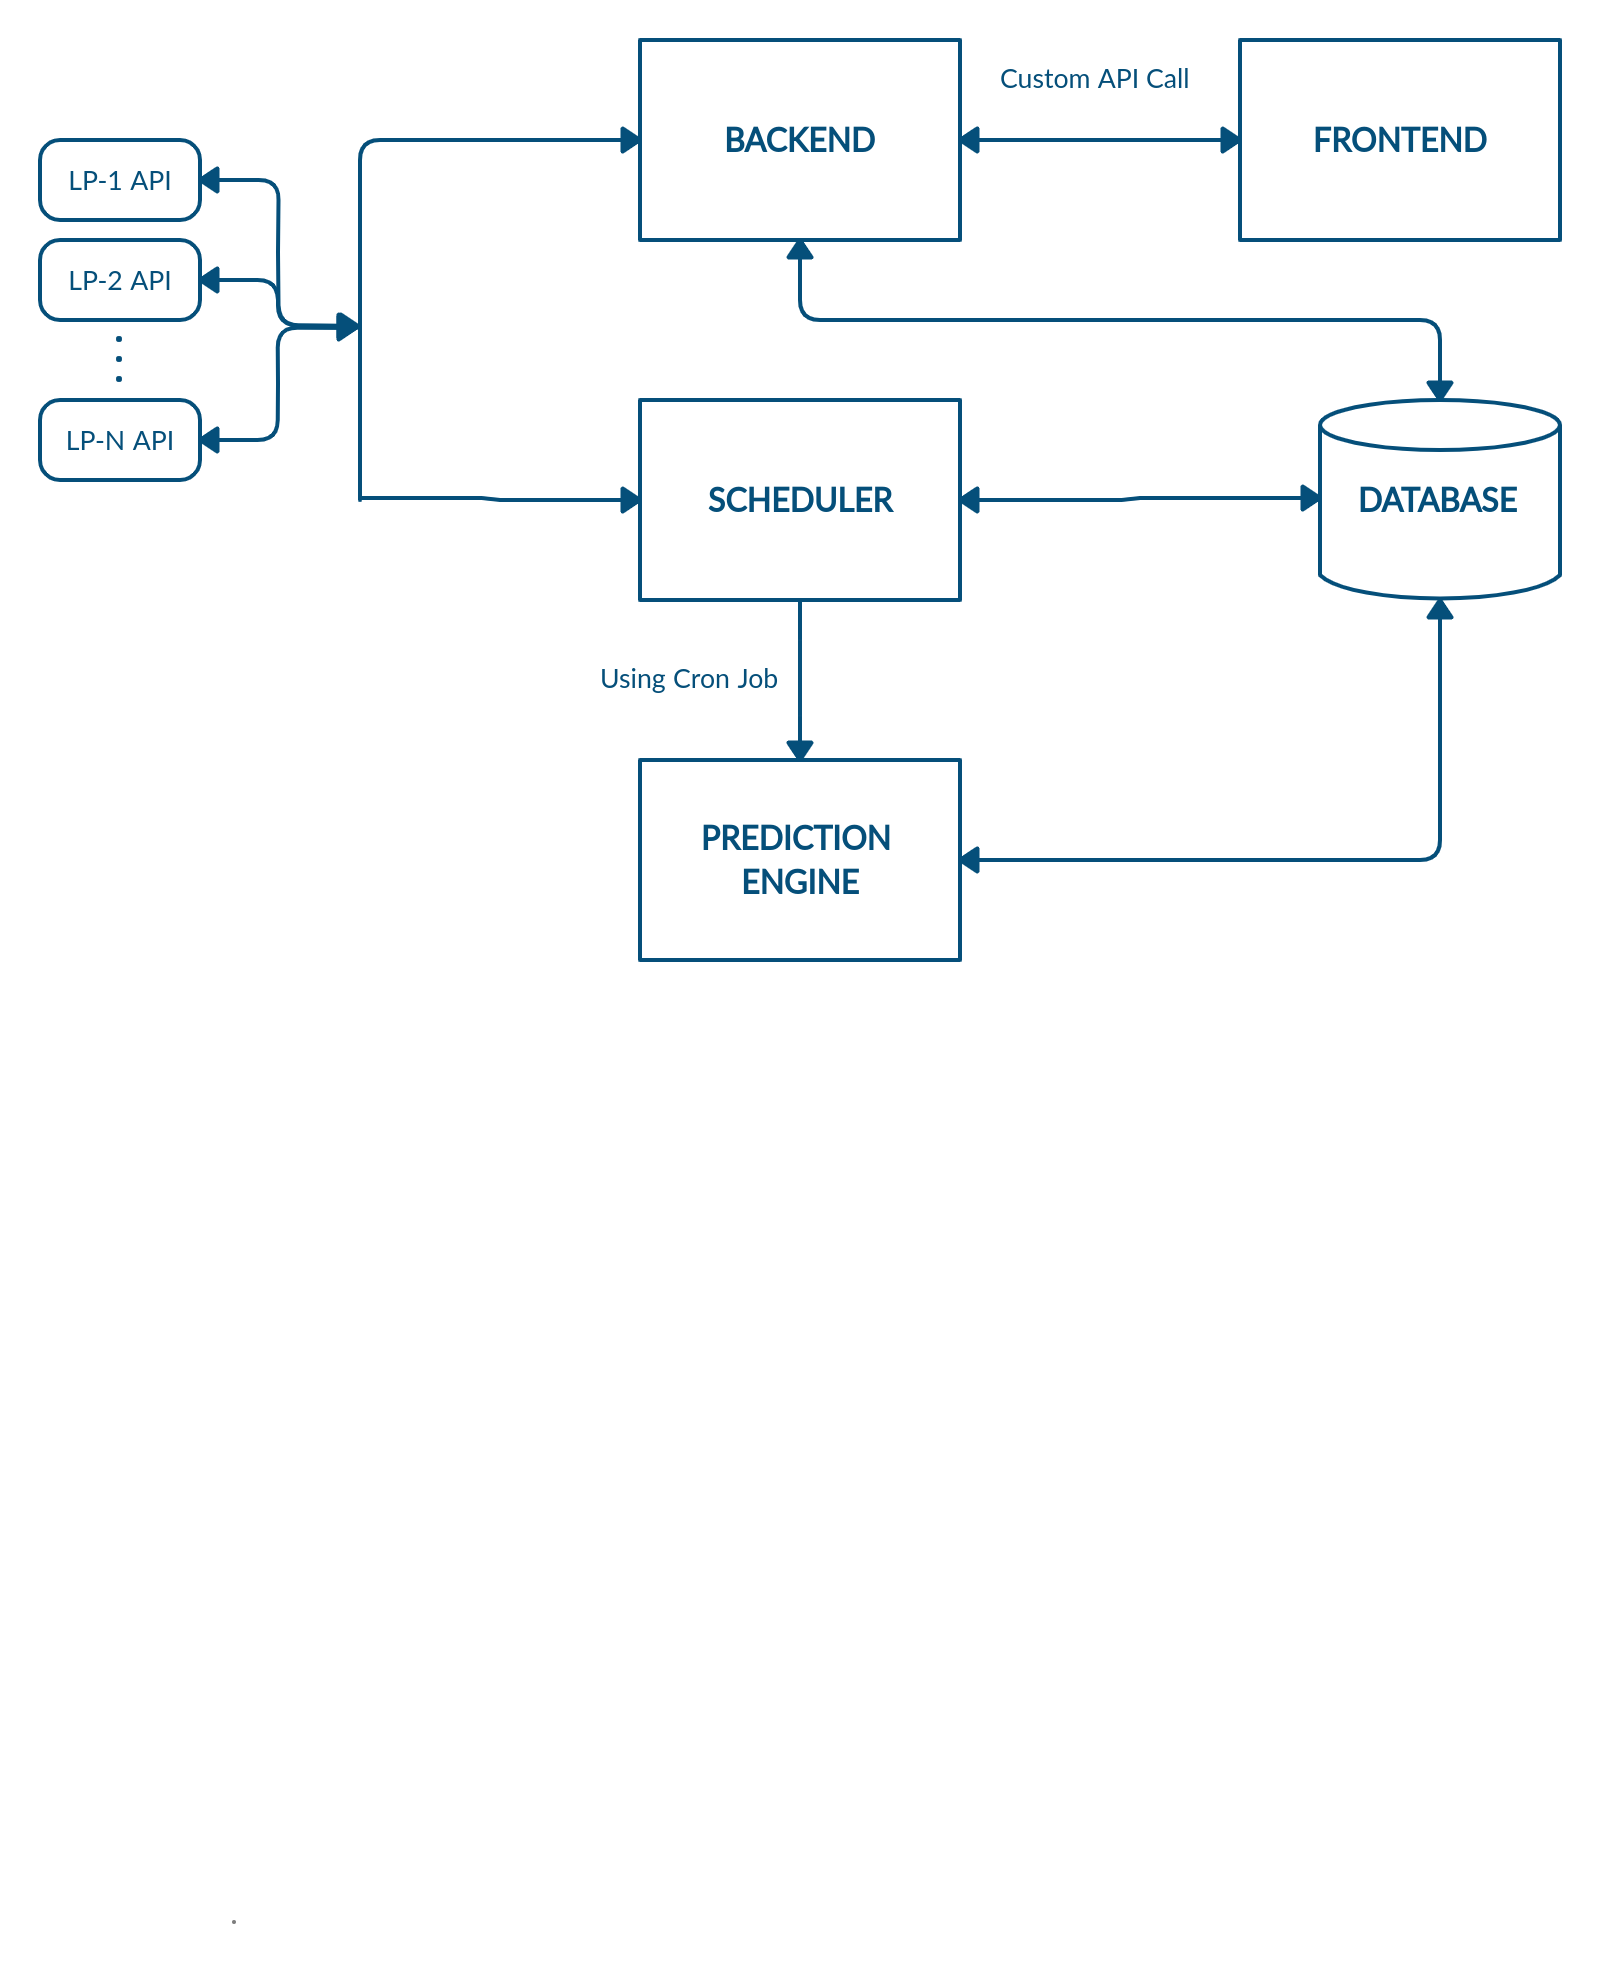 BACKEND
Custom API Call
FRONTEND
LP-1 API
LP-2 API
LP-N API
SCHEDULER
DATABASE
Using Cron Job
PREDICTION
ENGINE